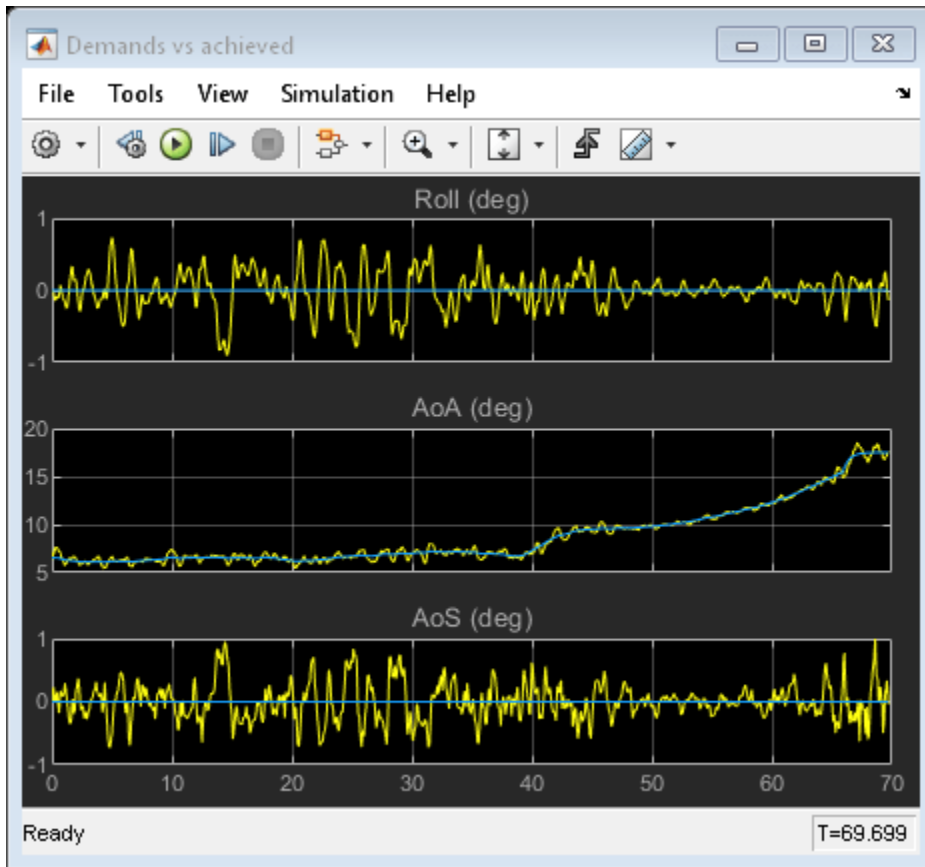 Demands vs achieved
File Tools View Simulation Help
Roll (deg)
1
0
-1
AoA (deg)
20
15
10
5
AoS (deg)
1
0
-1
0 10 20 30 40 50 60 70
Ready T=69.699